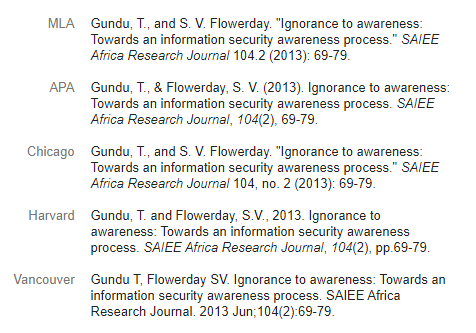 MLA Gundu, T., and S. V. Flowerday. "Ignorance to awareness:
Towards an information security awareness process." SAIEE
Africa Research Journal 104.2 (2013): 69-79.
APA Gundu, T., & Flowerday, S. V. (2013). Ignorance to awareness:
Towards an information security awareness process. SAIEE
Africa Research Journal, 104(2), 69-79.
Chicago Gundu, T., and S. V. Flowerday. "Ignorance to awareness:
Towards an information security awareness process." SAIEE
Africa Research Journal 104, no. 2 (2013): 69-79.
Harvard Gundu, T. and Flowerday, S.V., 2013. Ignorance to
awareness: Towards an information security awareness
process. SAIEE Africa Research Journal, 104(2), pp.69-79.
Vancouver Gundu T, Flowerday SV. Ignorance to awareness: Towards an
information security awareness process. SAIEE Africa
Research Journal. 2013 Jun;104(2):69-79.